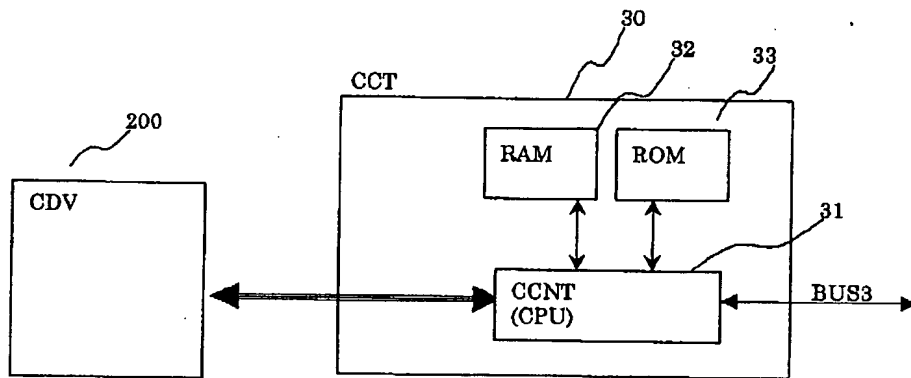 30
32
33
CCT
200
RAM
ROM
CDV
31
CCNT
(CPU)
BUS3